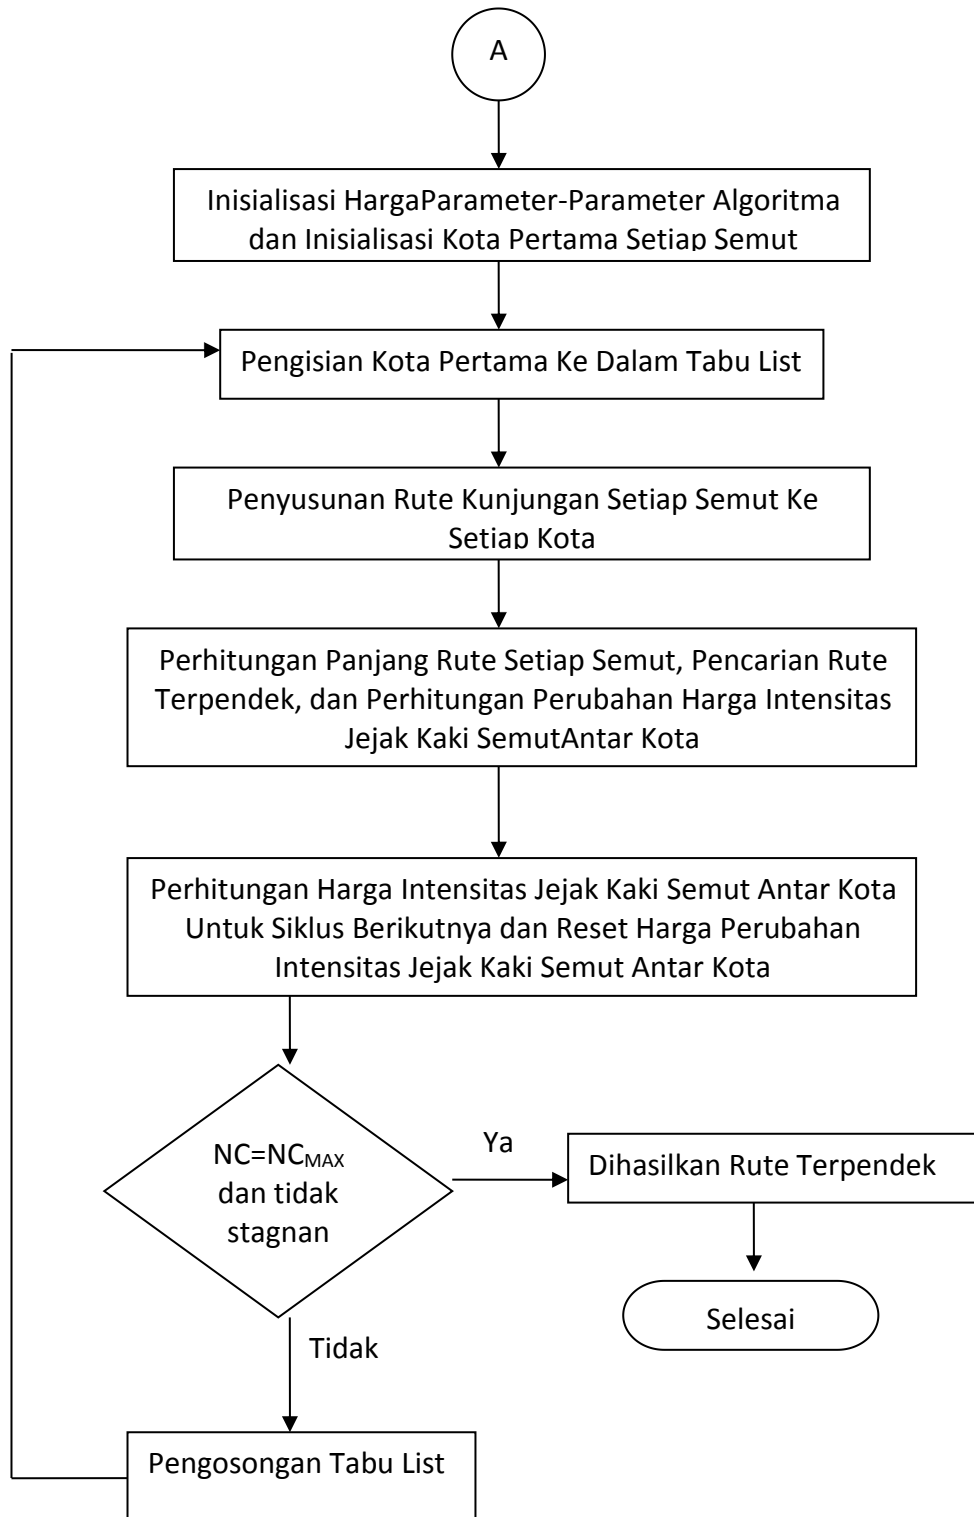 A
Inisialisasi HargaParameter-Parameter Algoritma
dan Inisialisasi Kota Pertama Setiap Semut
Pengisian Kota Pertama Ke Dalam Tabu List
Penyusunan Rute Kunjungan Setiap Semut Ke
Setiap Kota
Perhitungan Panjang Rute Setiap Semut, Pencarian Rute
Terpendek, dan Perhitungan Perubahan Harga Intensitas
Jejak Kaki SemutAntar Kota
Perhitungan Harga Intensitas Jejak Kaki Semut Antar Kota
Untuk Siklus Berikutnya dan Reset Harga Perubahan
Intensitas Jejak Kaki Semut Antar Kota
NC=NCMAX
dan tidak
stagnan
Ya
Dihasilkan Rute Terpendek
Selesai
Tidak
Pengosongan Tabu List